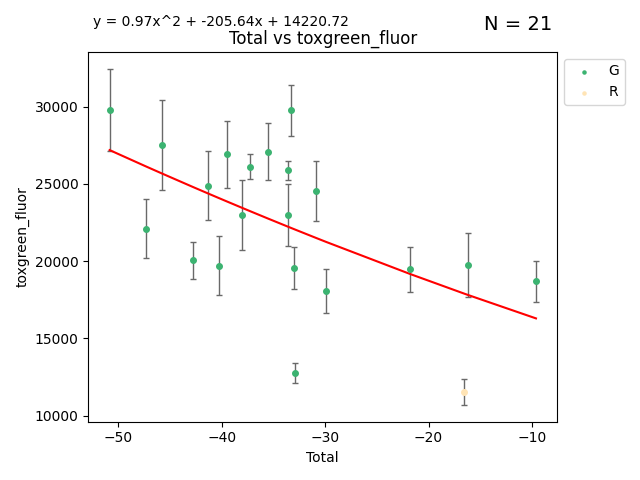 y = 0.97x^2 + -205.64x + 14220.72
N = 21
Total vs toxgreen_fluor
G
R
30000
25000
20000
15000
10000
toxgreen_fluor
−50
−40
−30
−20
−10
Total